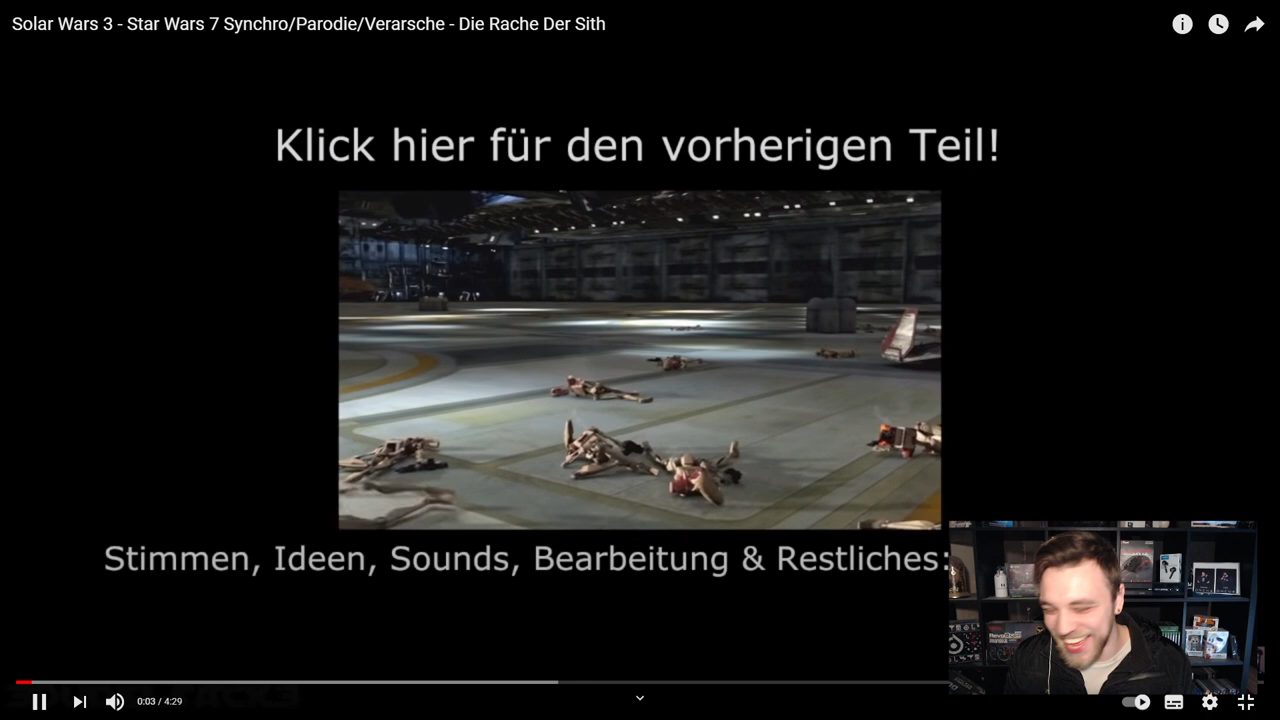 Solar Wars 3 - Star Wars 7 Synchro/Parodie/Verarsche - Die Rache Der Sith
Klick hier für den vorherigen Teil!
Stimmen, Ideen, Sounds, Bearbeitung & Restliches:
0:03 / 4:29